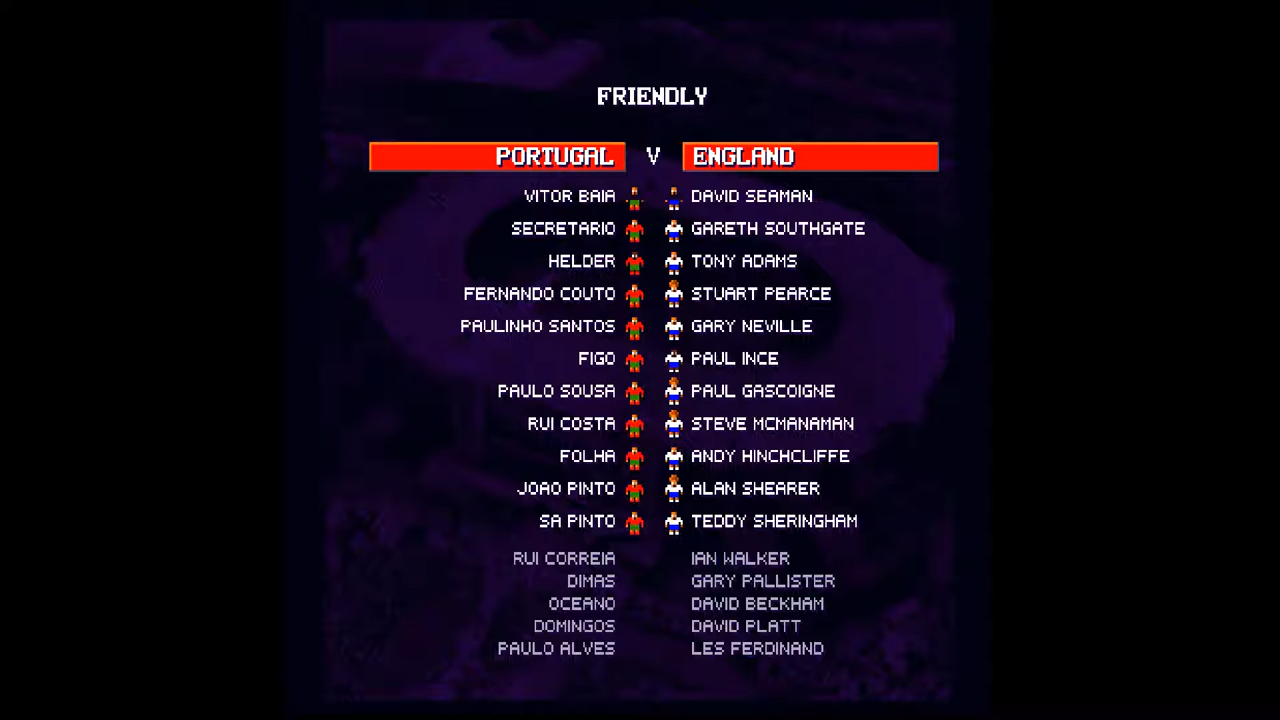 FRIENDLY
PORTUGAL V ENGLAND
VITOR BAIA DAVID SEAMAN
SECRETARIO GARETH SOUTHGATE
HELDER TONY ADAMS
FERNANDO COUTO STUART PEARCE
PAULINHO SANTOS GARY NEVILLE
FIGO PAUL INCE
PAULO SOUSA PAUL GASCOIGNE
RUI COSTA STEVE MCMANAMAN
FOLHA ANDY HINCHCLIFFE
JOAO PINTO ALAN SHEARER
SA PINTO TEDDY SHERINGHAM
RUI CORREIA IAN WALKER
DIMAS GARY PALLISTER
OCEANO DAVID BECKHAM
DOMINGOS DAVID PLATT
PAULO ALVES LES FERDINAND